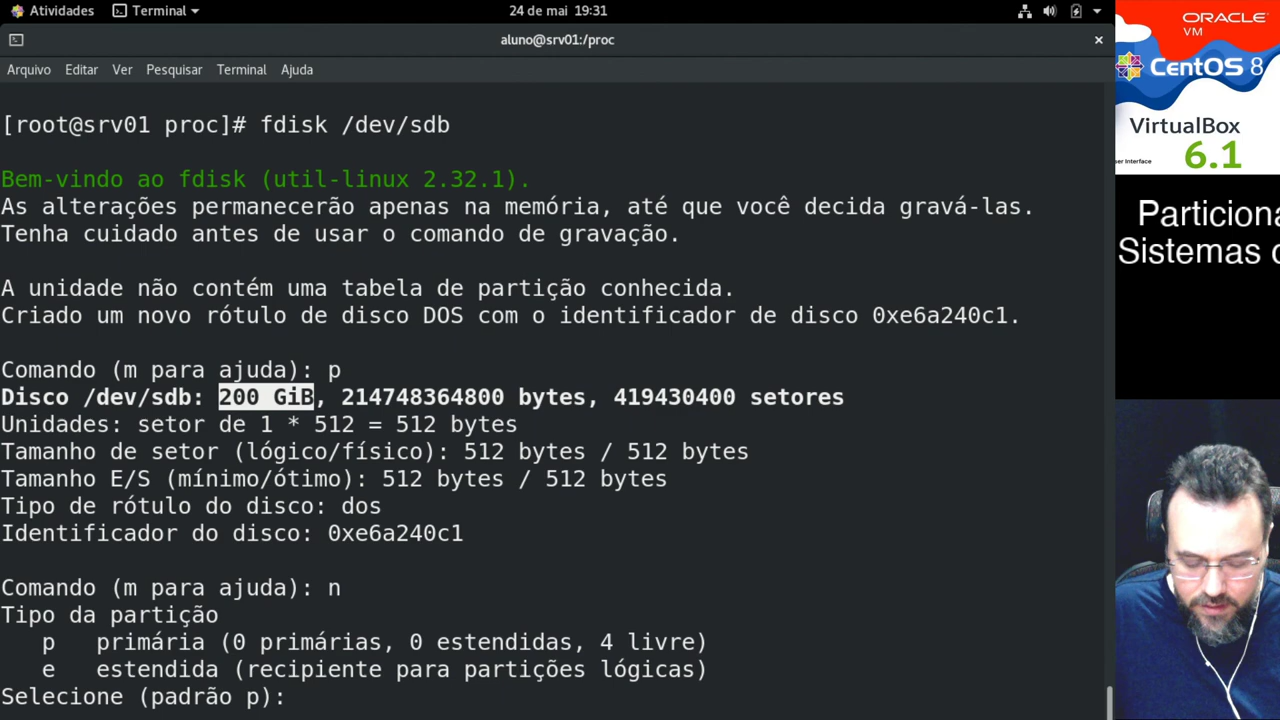 Atividades Terminal 24 de mai 19:31
aluno@srv01:/proc
Arquivo Editar Ver Pesquisar Terminal Ajuda
[root@srv01 proc]# fdisk /dev/sdb
Bem-vindo ao fdisk (util-linux 2.32.1).
As alterações permanecerão apenas na memória, até que você decida gravá-las.
Tenha cuidado antes de usar o comando de gravação.
A unidade não contém uma tabela de partição conhecida.
Criado um novo rótulo de disco DOS com o identificador de disco 0xe6a240c1.
Comando (m para ajuda): p
Disco /dev/sdb: 200 GiB, 214748364800 bytes, 419430400 setores
Unidades: setor de 1 * 512 = 512 bytes
Tamanho de setor (lógico/físico): 512 bytes / 512 bytes
Tamanho E/S (mínimo/ótimo): 512 bytes / 512 bytes
Tipo de rótulo do disco: dos
Identificador do disco: 0xe6a240c1
Comando (m para ajuda): n
Tipo da partição
p primária (0 primárias, 0 estendidas, 4 livre)
e estendida (recipiente para partições lógicas)
Selecione (padrão p):
ORACLE
VM
CentOS 8
VirtualBox
er Interface 6.1
Particiona
Sistemas